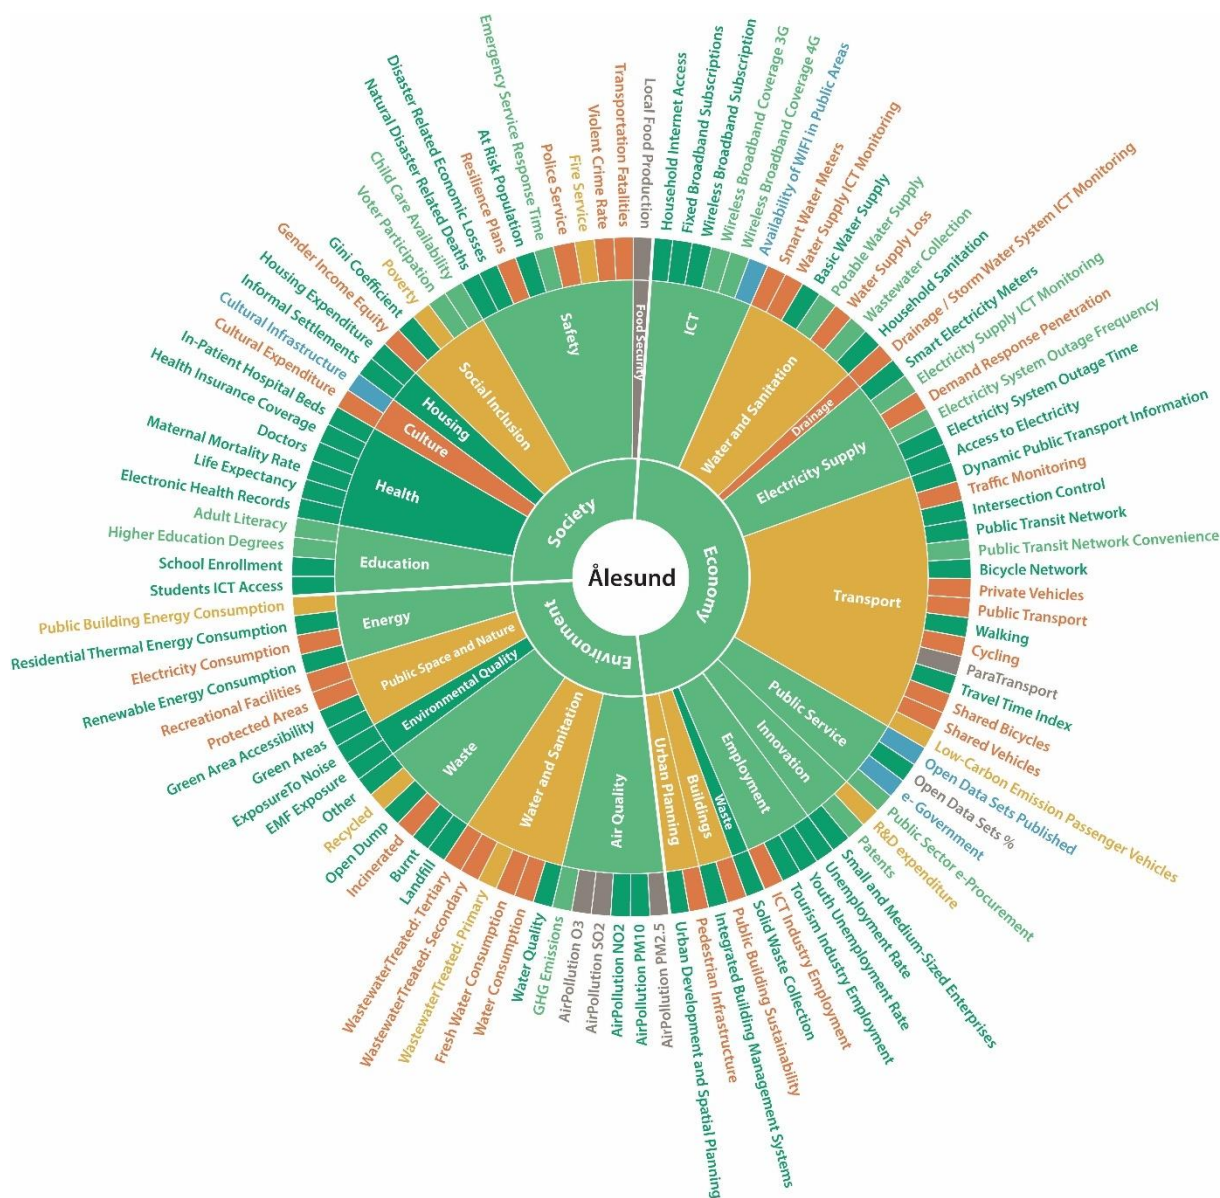 Ålesund
Economy
Environment
Society
ICT
Water and Sanitation
Drainage
Electricity Supply
Transport
Public Service
Innovation
Employment
Waste
Buildings
Urban Planning
Air Quality
Water and Sanitation
Waste
Environmental Quality
Public Space and Nature
Energy
Education
Health
Culture
Housing
Social Inclusion
Safety
Food Security
Household Internet Access
Fixed Broadband Subscriptions
Wireless Broadband Subscription
Wireless Broadband Coverage 3G
Wireless Broadband Coverage 4G
Availability of WIFI in Public Areas
Smart Water Meters
Water Supply ICT Monitoring
Basic Water Supply
Potable Water Supply
Water Supply Loss
Wastewater Collection
Household Sanitation
Drainage / Storm Water System ICT Monitoring
Smart Electricity Meters
Electricity Supply ICT Monitoring
Demand Response Penetration
Electricity System Outage Frequency
Electricity System Outage Time
Access to Electricity
Dynamic Public Transport Information
Traffic Monitoring
Intersection Control
Public Transit Network
Public Transit Network Convenience
Bicycle Network
Private Vehicles
Public Transport
Walking
Cycling
ParaTransport
Travel Time Index
Shared Bicycles
Shared Vehicles
Low-Carbon Emission Passenger Vehicles
Open Data Sets Published
Open Data Sets %
e- Government
Public Sector e-Procurement
R&D expenditure
Patents
Small and Medium-Sized Enterprises
Unemployment Rate
Youth Unemployment Rate
Tourism Industry Employment
ICT Industry Employment
Solid Waste Collection
Public Building Sustainability
Integrated Building Management Systems
Pedestrian Infrastructure
Urban Development and Spatial Planning
AirPollution PM2.5
AirPollution PM10
AirPollution NO2
AirPollution SO2
AirPollution O3
GHG Emissions
Water Quality
Water Consumption
Fresh Water Consumption
WastewaterTreated: Primary
WastewaterTreated: Secondary
WastewaterTreated: Tertiary
Landfill
Burnt
Incinerated
Open Dump
Recycled
Other
EMF Exposure
ExposureTo Noise
Green Areas
Green Area Accessibility
Protected Areas
Recreational Facilities
Renewable Energy Consumption
Electricity Consumption
Residential Thermal Energy Consumption
Public Building Energy Consumption
Students ICT Access
School Enrollment
Higher Education Degrees
Adult Literacy
Electronic Health Records
Life Expectancy
Maternal Mortality Rate
Doctors
Health Insurance Coverage
In-Patient Hospital Beds
Cultural Expenditure
Cultural Infrastructure
Informal Settlements
Housing Expenditure
Gender Income Equity
Gini Coefficient
Poverty
Voter Participation
Child Care Availability
Natural Disaster Related Deaths
Disaster Related Economic Losses
Resilience Plans
At Risk Population
Emergency Service Response Time
Police Service
Fire Service
Violent Crime Rate
Transportation Fatalities
Local Food Production